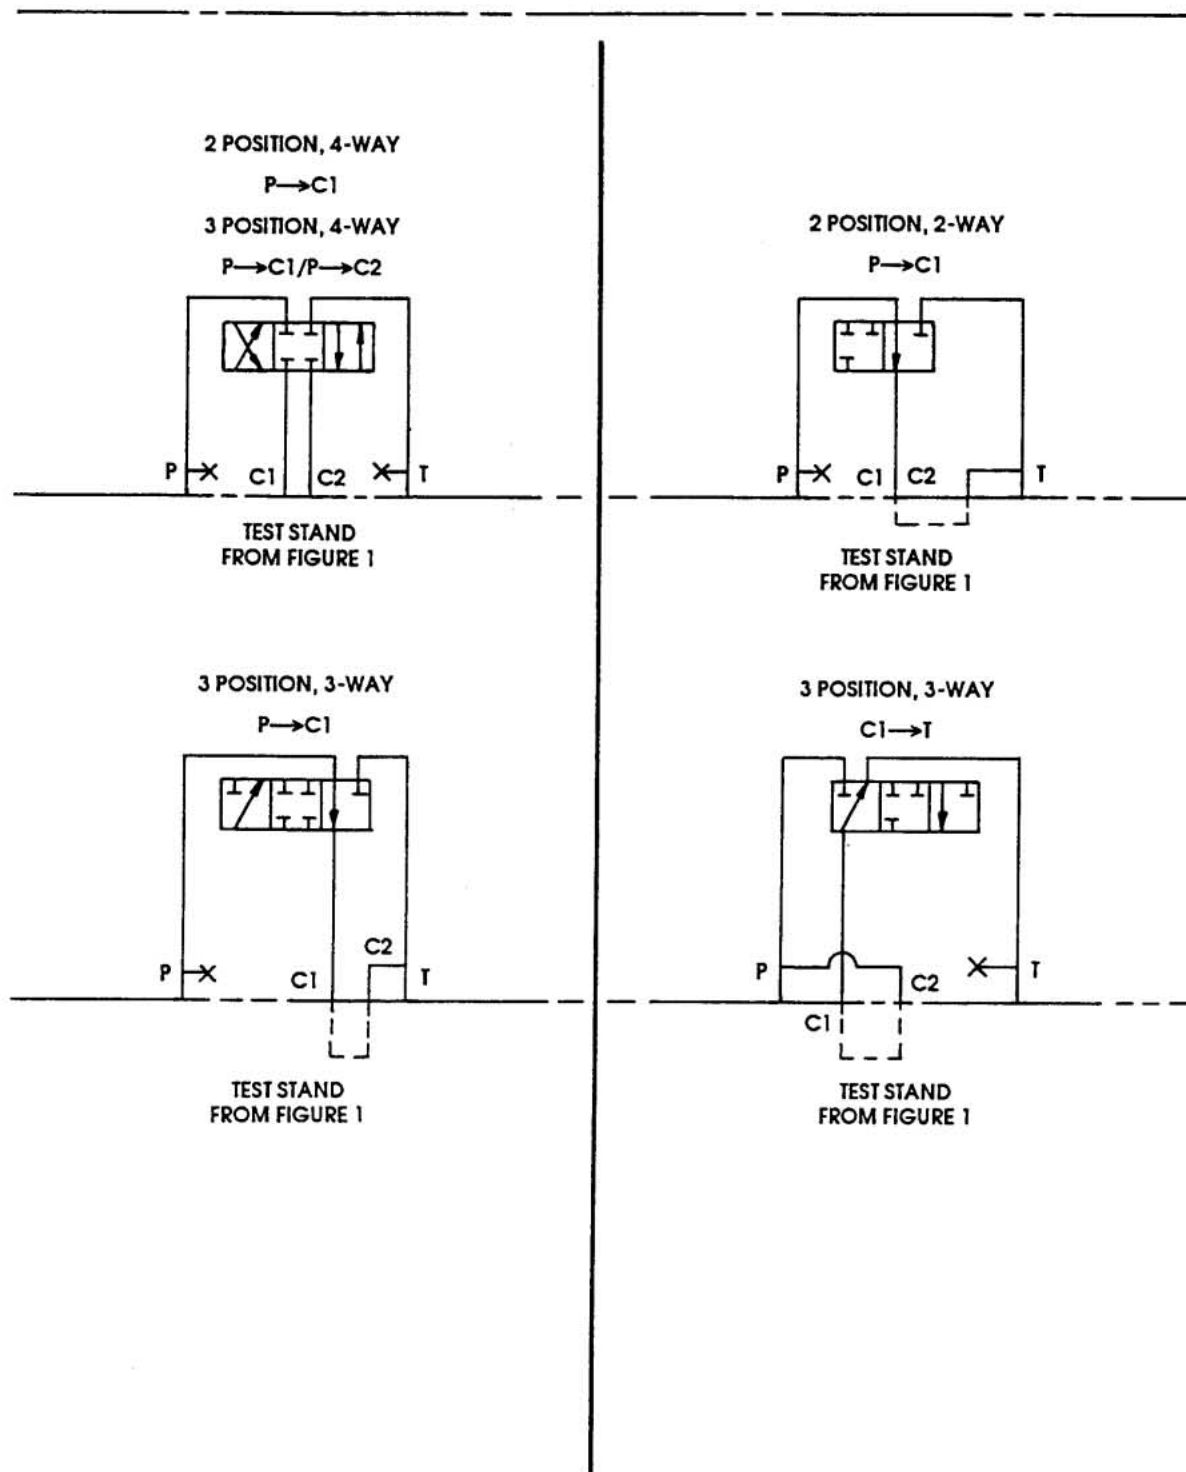 2 POSITION, 4-WAY
P→C1
3 POSITION, 4-WAY
P→C1/P→C2
P
C1
C2
T
TEST STAND
FROM FIGURE 1
2 POSITION, 2-WAY
P→C1
P
C1
C2
T
TEST STAND
FROM FIGURE 1
3 POSITION, 3-WAY
P→C1
P
C1
C2
T
TEST STAND
FROM FIGURE 1
3 POSITION, 3-WAY
C1→T
P
C1
C2
T
TEST STAND
FROM FIGURE 1